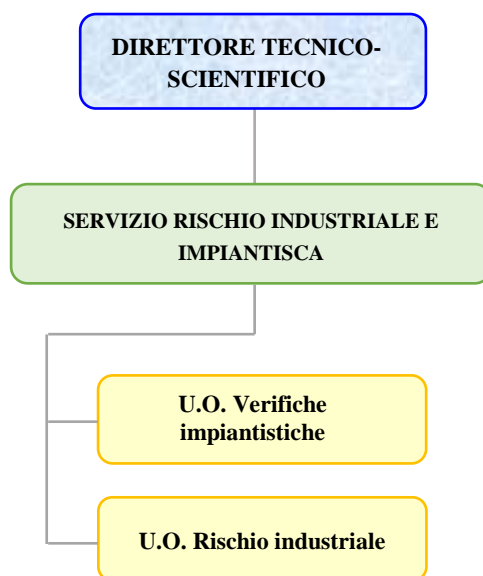 DIRETTORE TECNICO-
SCIENTIFICO
SERVIZIO RISCHIO INDUSTRIALE E
IMPIANTISCA
U.O. Verifiche
impiantistiche
U.O. Rischio industriale